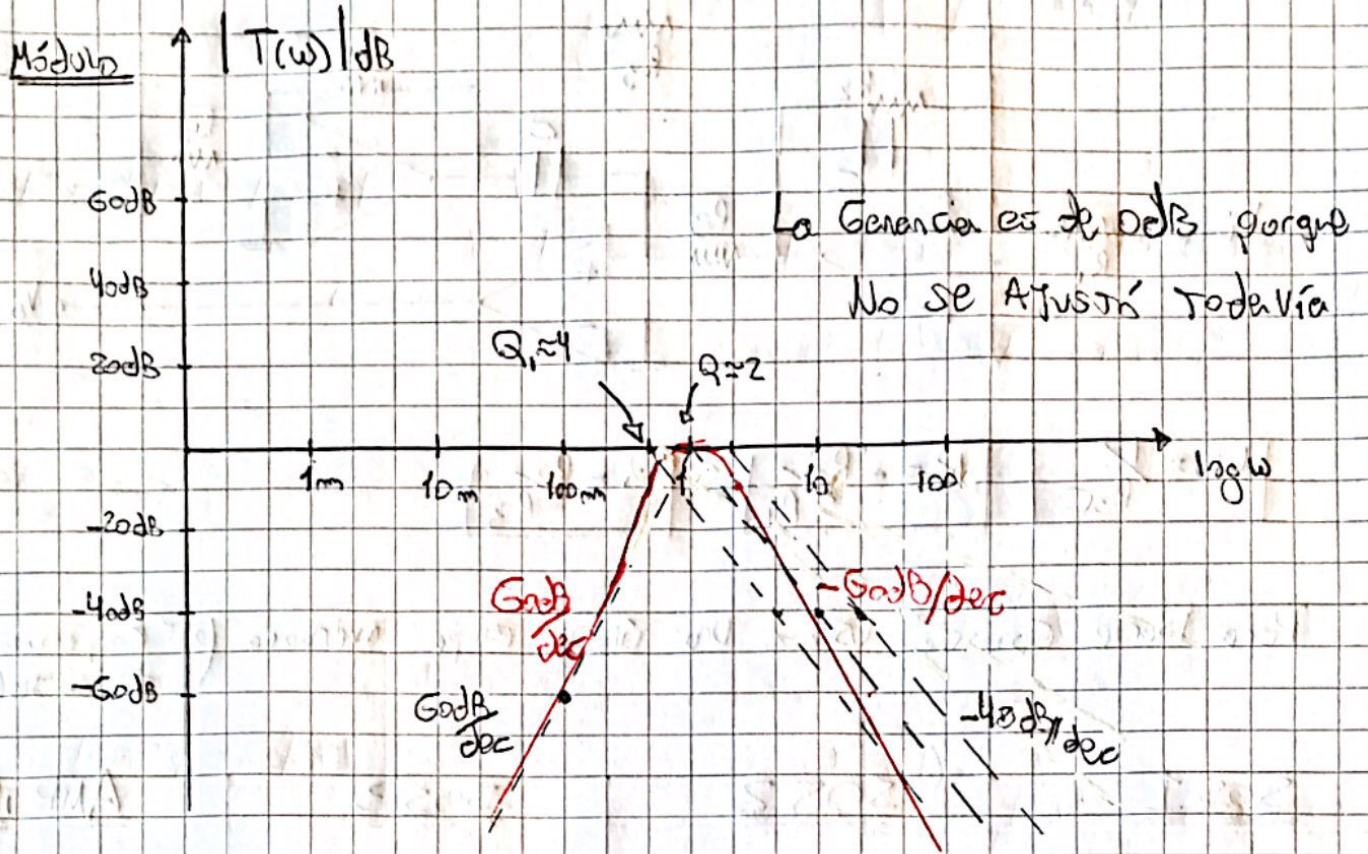 Módulo
|T(ω)|dB
60dB
40dB
20dB
La Ganancia es de 0dB porque
No se Ajustó Todavía
Q₁≈4
Q≈2
1m
10m
100m
1
10
100
log ω
-20dB
-40dB
-60dB
60dB/dec
-60dB/dec
60dB/dec
-40dB/dec